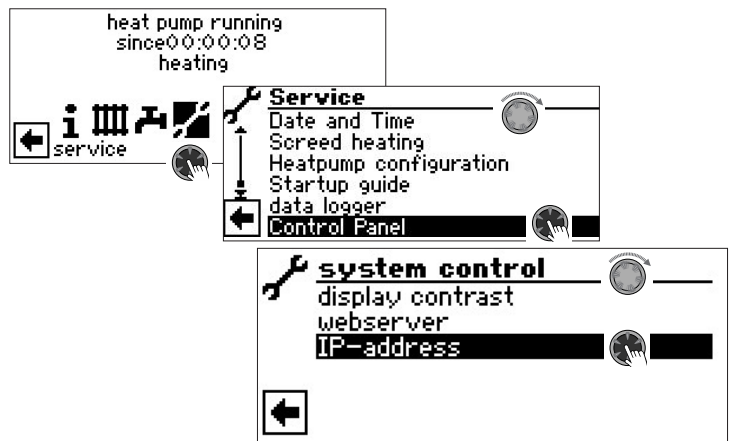 heat pump running
since00:00:08
heating
service
Service
Date and Time
Screed heating
Heatpump configuration
Startup guide
data logger
Control Panel
system control
display contrast
webserver
IP-address